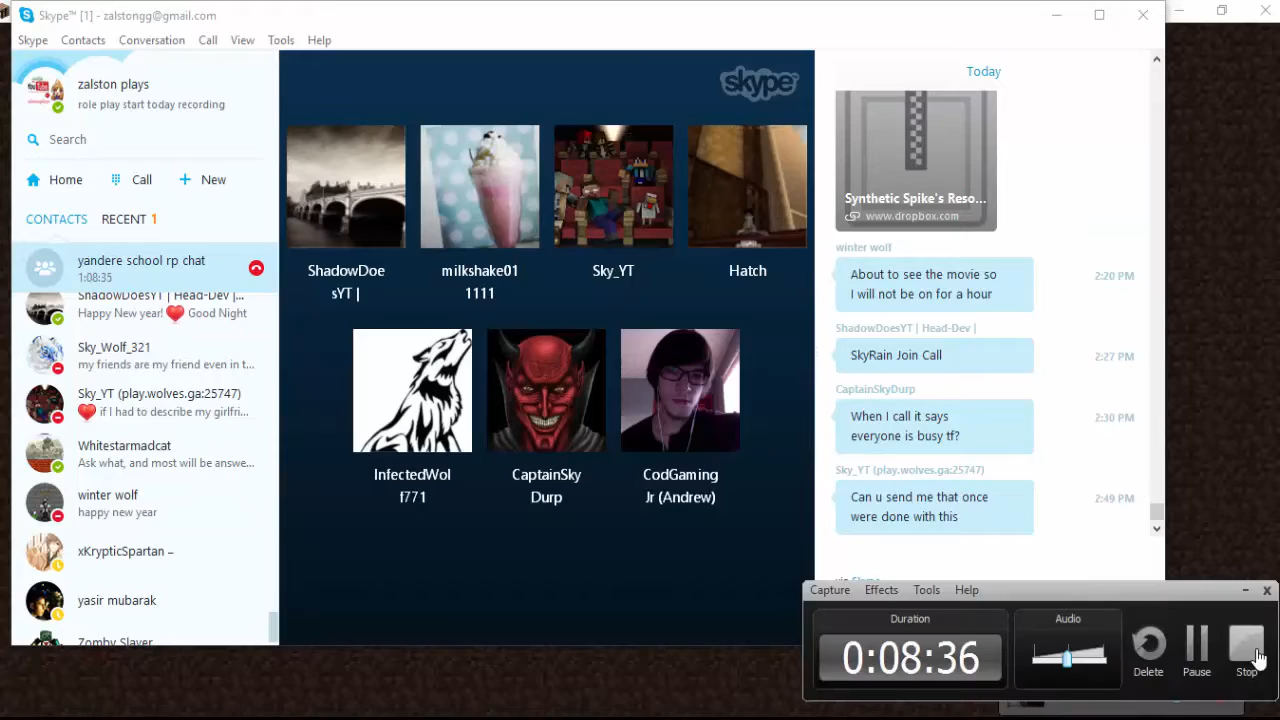 Skype™ [1] - zalstongg@gmail.com
Skype Contacts Conversation Call View Tools Help
zalston plays
role play start today recording
Search
Home Call New
CONTACTS RECENT 1
yandere school rp chat
1:08:35
ShadowDoesYT | Head-Dev |...
Happy New year! Good Night
Sky_Wolf_321
my friends are my friend even in t...
Sky_YT (play.wolves.ga:25747)
if I had to describe my girlfri...
Whitestarmadcat
Ask what, and most will be answe...
winter wolf
happy new year
xKrypticSpartan –
yasir mubarak
Zomby Slayer
skype
ShadowDoe
sYT |
milkshake01
1111
Sky_YT
Hatch
InfectedWol
f771
CaptainSky
Durp
CodGaming
Jr (Andrew)
Today
Synthetic Spike's Reso...
www.dropbox.com
winter wolf
About to see the movie so
I will not be on for a hour
2:20 PM
ShadowDoesYT | Head-Dev |
SkyRain Join Call
2:27 PM
CaptainSkyDurp
When I call it says
everyone is busy tf?
2:30 PM
Sky_YT (play.wolves.ga:25747)
Can u send me that once
were done with this
2:49 PM
via Skype
Capture Effects Tools Help
Duration
0:08:36
Audio
Delete
Pause
Stop